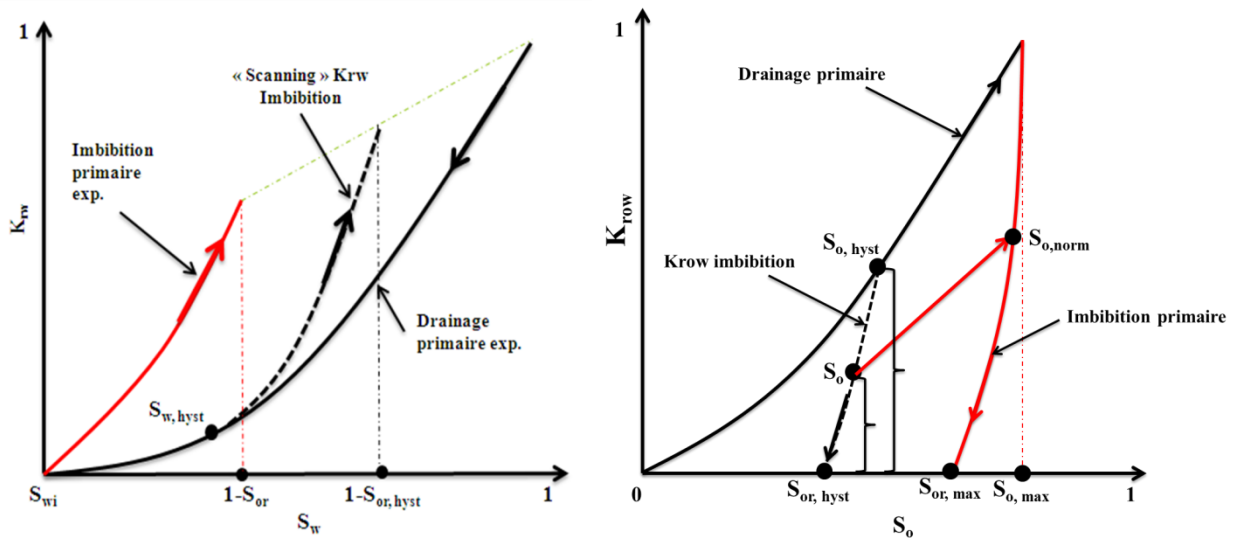 1
« Scanning » Krw
Imbibition
Imbibition
primaire
exp.
Krw
Sw, hyst
Drainage
primaire exp.
Swi
1-Sor
1-Sor, hyst
1
Sw
1
Drainage primaire
Krow
So, hyst
So,norm
Krow imbibition
Imbibition primaire
So
0
Sor, hyst
Sor, max
So, max
1
So